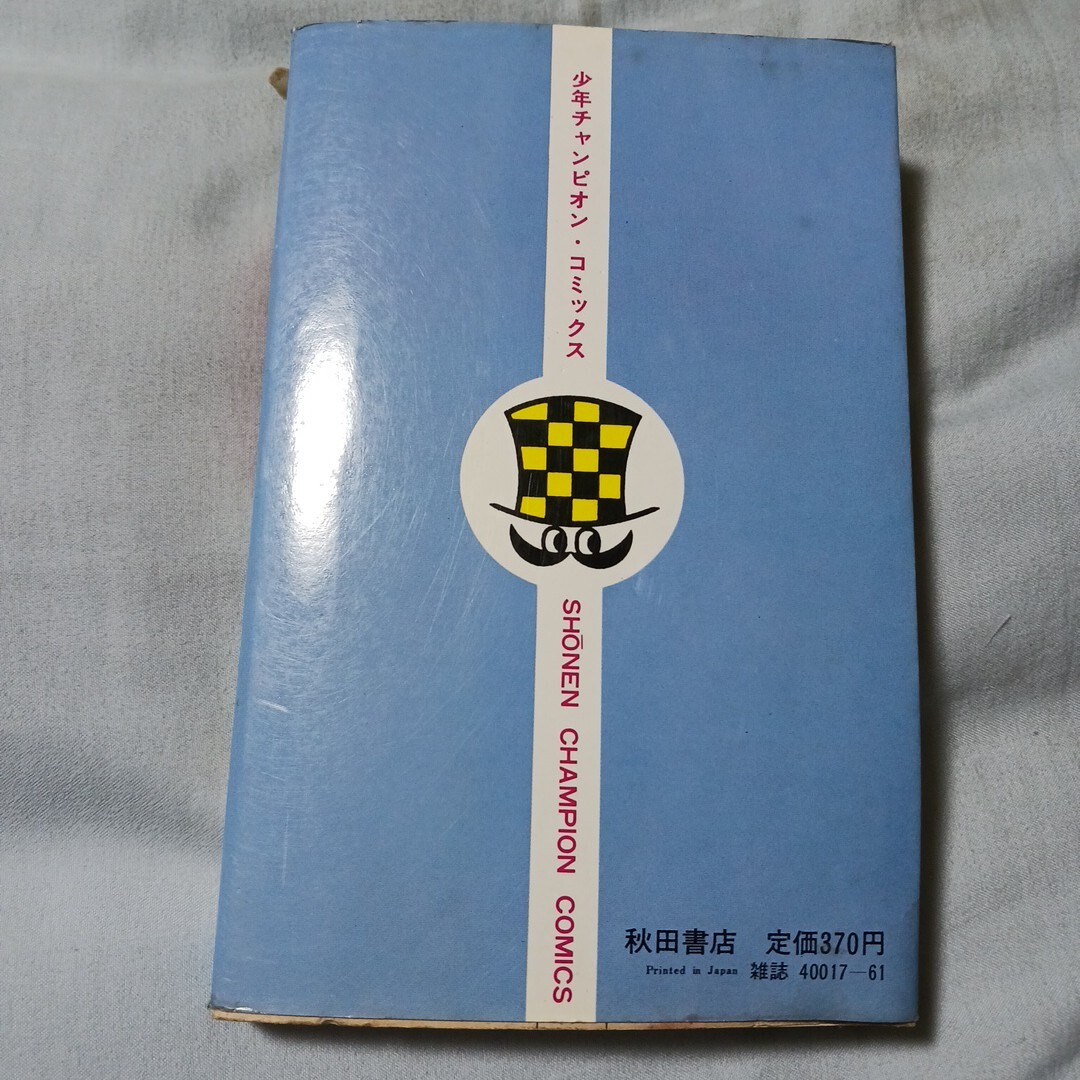 少年チャンピオン・コミックス
SHŌNEN CHAMPION COMICS
秋田書店 定価370円
Printed in Japan 雑誌 40017-61